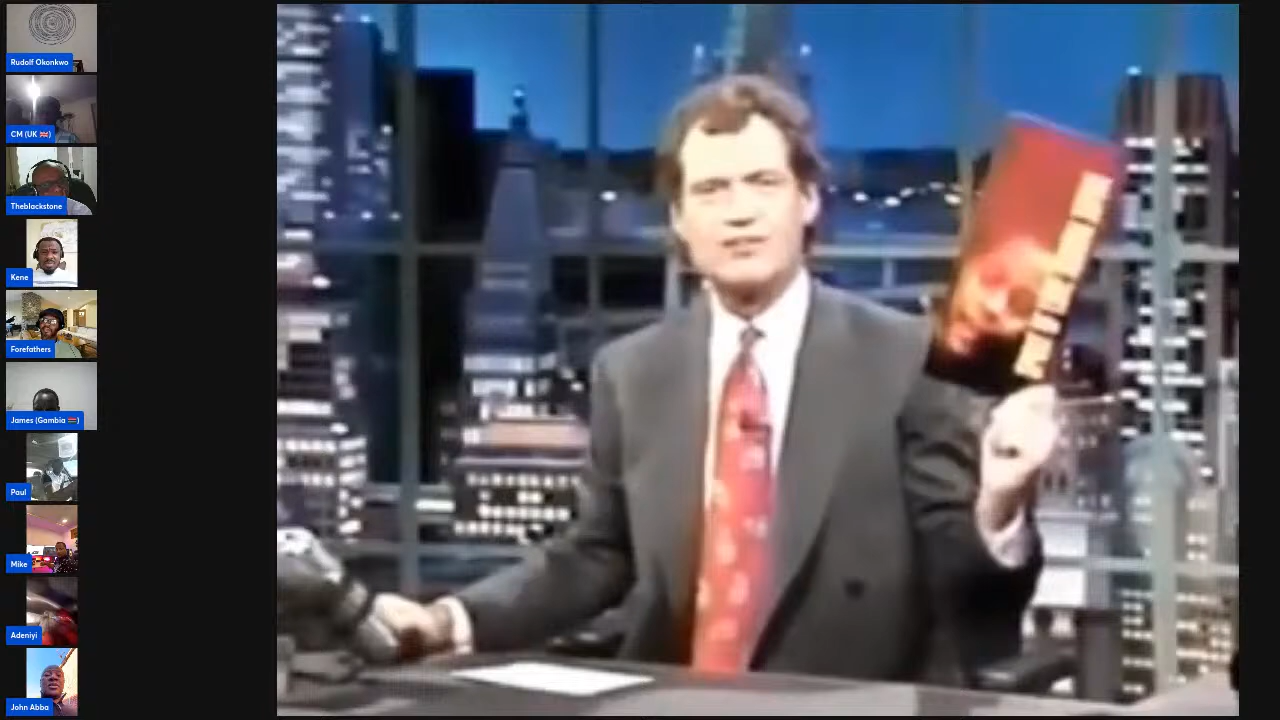 Rudolf Okonkwo
CM (UK 🇬🇧)
Theblackstone
Kene
Forefathers
James (Gambia 🇬🇲)
Paul
Mike
Adeniyi
John Abba